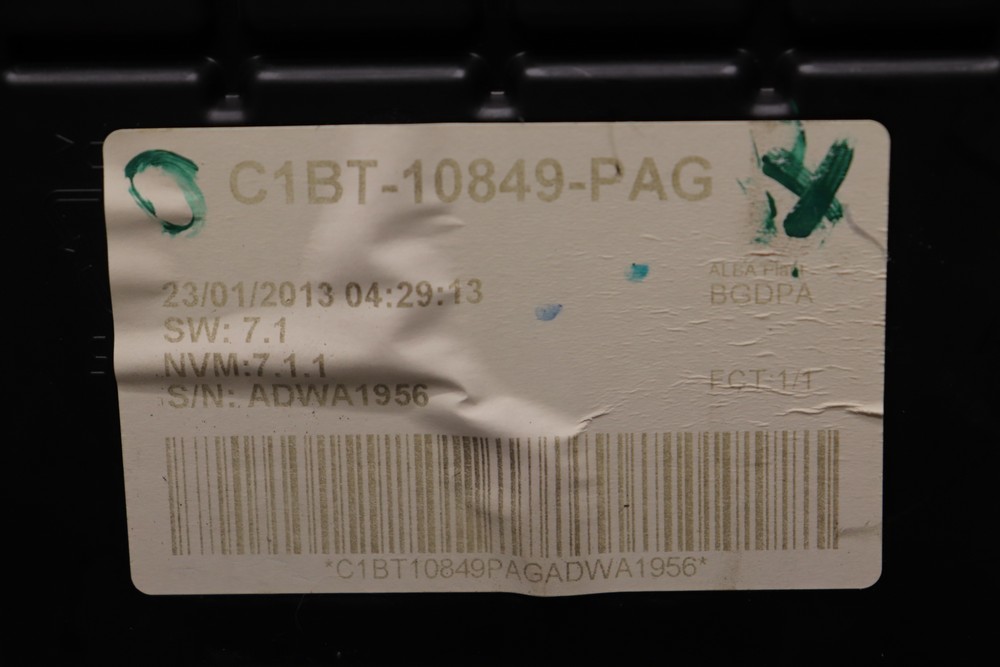 C1BT-10849-PAG
23/01/2013 04:29:13
SW: 7.1
NVM:7.1.1
S/N: ADWA1956
ALBA
BGDPA
FCT:1/1
*C1BT10849PAGADWA1956*